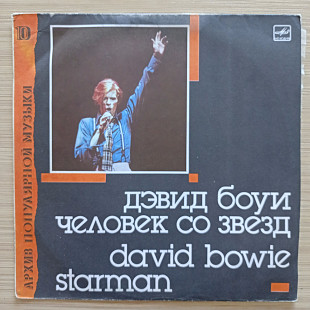 10
АРХИВ ПОПУЛЯРНОЙ МУЗЫКИ
дэвид боуи
человек со звезд
david bowie
starman